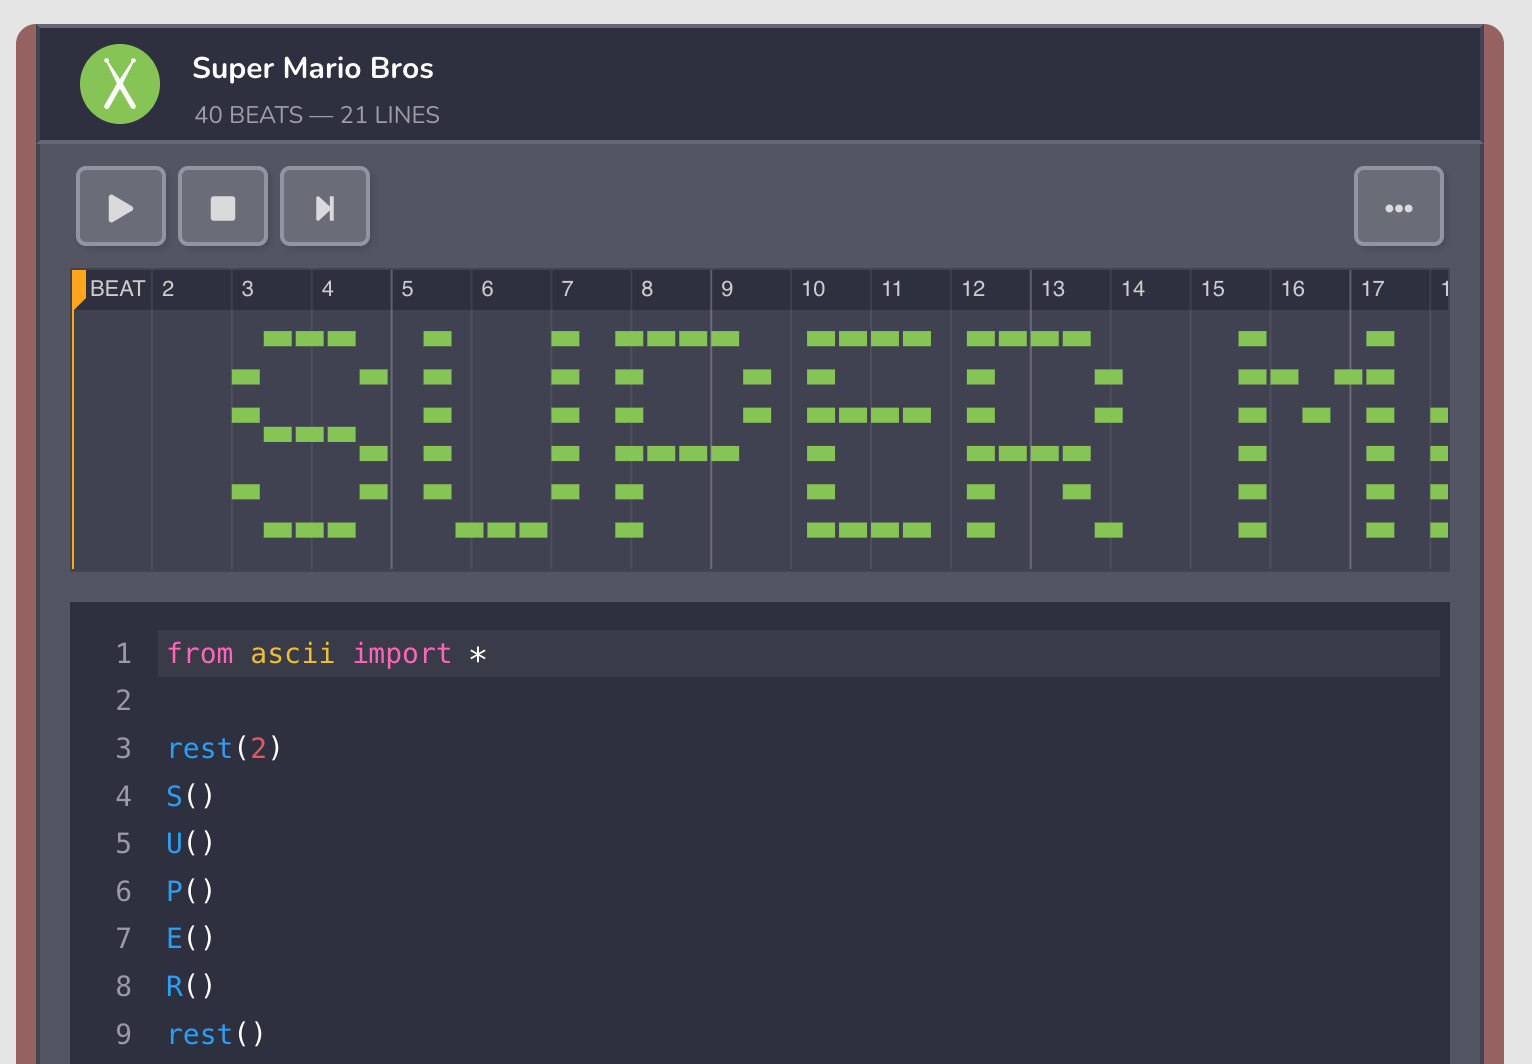 Super Mario Bros
40 BEATS — 21 LINES
BEAT 2 3 4 5 6 7 8 9 10 11 12 13 14 15 16 17 1
SUPER M
1 from ascii import *
2
3 rest(2)
4 S()
5 U()
6 P()
7 E()
8 R()
9 rest()